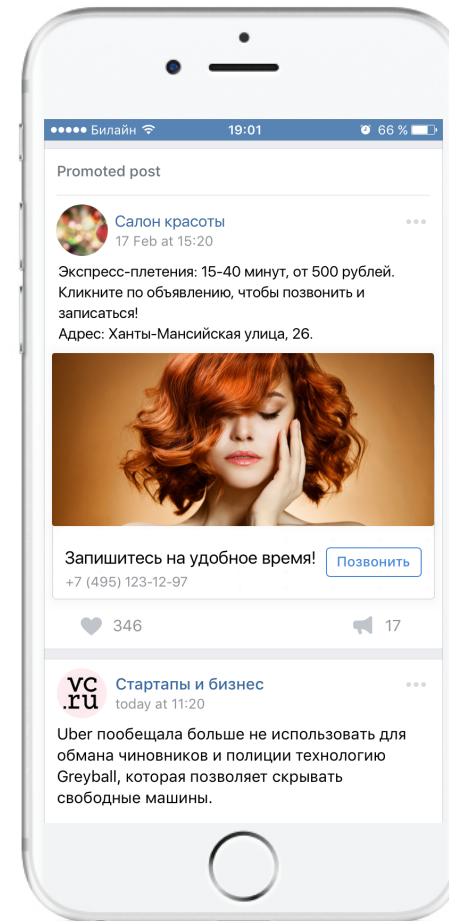 ●●●●● Билайн 19:01 66 %
Promoted post
Салон красоты
17 Feb at 15:20
Экспресс-плетения: 15-40 минут, от 500 рублей.
Кликните по объявлению, чтобы позвонить и
записаться!
Адрес: Ханты-Мансийская улица, 26.
Запишитесь на удобное время!
Позвонить
+7 (495) 123-12-97
346 17
vc
.ru
Стартапы и бизнес
today at 11:20
Uber пообещала больше не использовать для
обмана чиновников и полиции технологию
Greyball, которая позволяет скрывать
свободные машины.